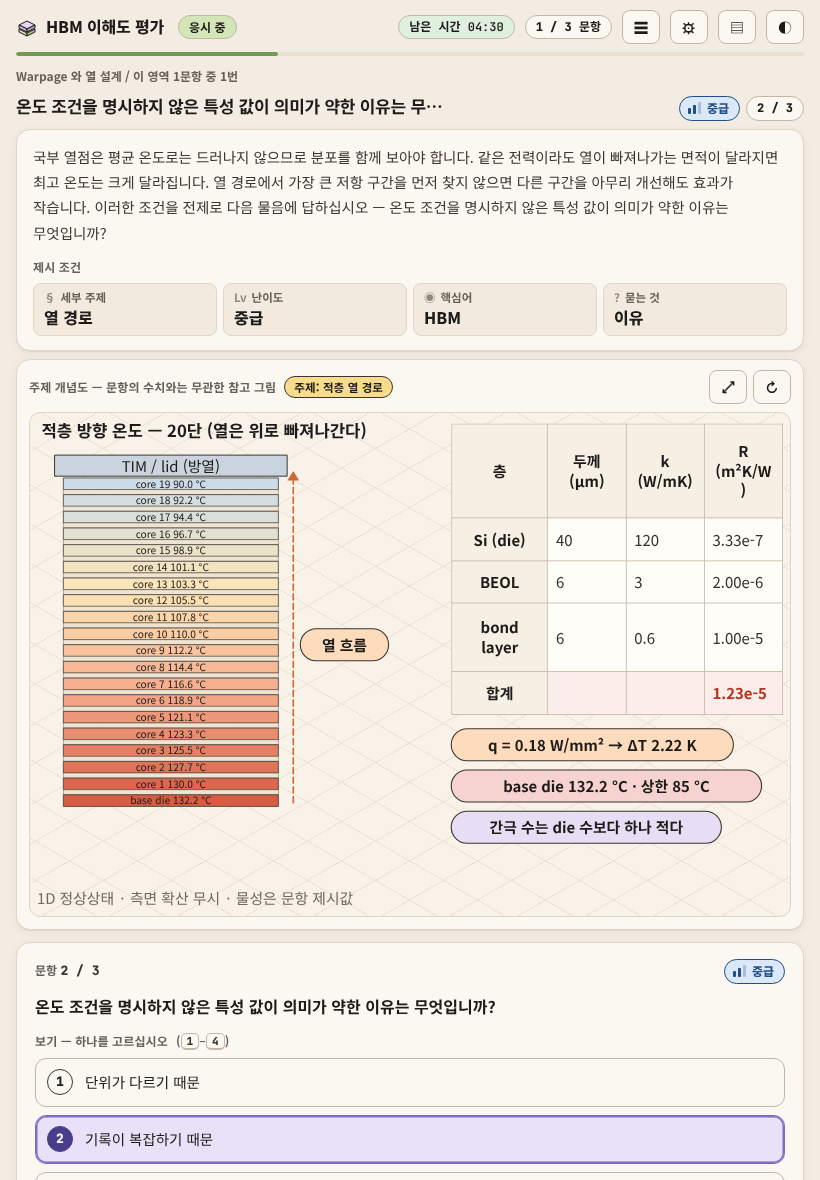 HBM 이해도 평가
응시 중
남은 시간 04:30
1 / 3 문항
Warpage 와 열 설계 / 이 영역 1문항 중 1번
온도 조건을 명시하지 않은 특성 값이 의미가 약한 이유는 무…
중급
2 / 3
국부 열점은 평균 온도로는 드러나지 않으므로 분포를 함께 보아야 합니다. 같은 전력이라도 열이 빠져나가는 면적이 달라지면
최고 온도는 크게 달라집니다. 열 경로에서 가장 큰 저항 구간을 먼저 찾지 않으면 다른 구간을 아무리 개선해도 효과가
작습니다. 이러한 조건을 전제로 다음 물음에 답하십시오 — 온도 조건을 명시하지 않은 특성 값이 의미가 약한 이유는
무엇입니까?
제시 조건
§ 세부 주제
열 경로
Lv 난이도
중급
◉ 핵심어
HBM
? 묻는 것
이유
주제 개념도 — 문항의 수치와는 무관한 참고 그림
주제: 적층 열 경로
적층 방향 온도 — 20단 (열은 위로 빠져나간다)
TIM / lid (방열)
core 19 90.0 °C
core 18 92.2 °C
core 17 94.4 °C
core 16 96.7 °C
core 15 98.9 °C
core 14 101.1 °C
core 13 103.3 °C
core 12 105.5 °C
core 11 107.8 °C
core 10 110.0 °C
core 9 112.2 °C
core 8 114.4 °C
core 7 116.6 °C
core 6 118.9 °C
core 5 121.1 °C
core 4 123.3 °C
core 3 125.5 °C
core 2 127.7 °C
core 1 130.0 °C
base die 132.2 °C
열 흐름
층
두께
(μm)
k
(W/mK)
R
(m²K/W
)
Si (die) 40 120 3.33e-7
BEOL 6 3 2.00e-6
bond
layer
6 0.6 1.00e-5
합계 1.23e-5
q = 0.18 W/mm² → ΔT 2.22 K
base die 132.2 °C · 상한 85 °C
간극 수는 die 수보다 하나 적다
1D 정상상태 · 측면 확산 무시 · 물성은 문항 제시값
문항 2 / 3
중급
온도 조건을 명시하지 않은 특성 값이 의미가 약한 이유는 무엇입니까?
보기 — 하나를 고르십시오 (1–4)
1 단위가 다르기 때문
2 기록이 복잡하기 때문